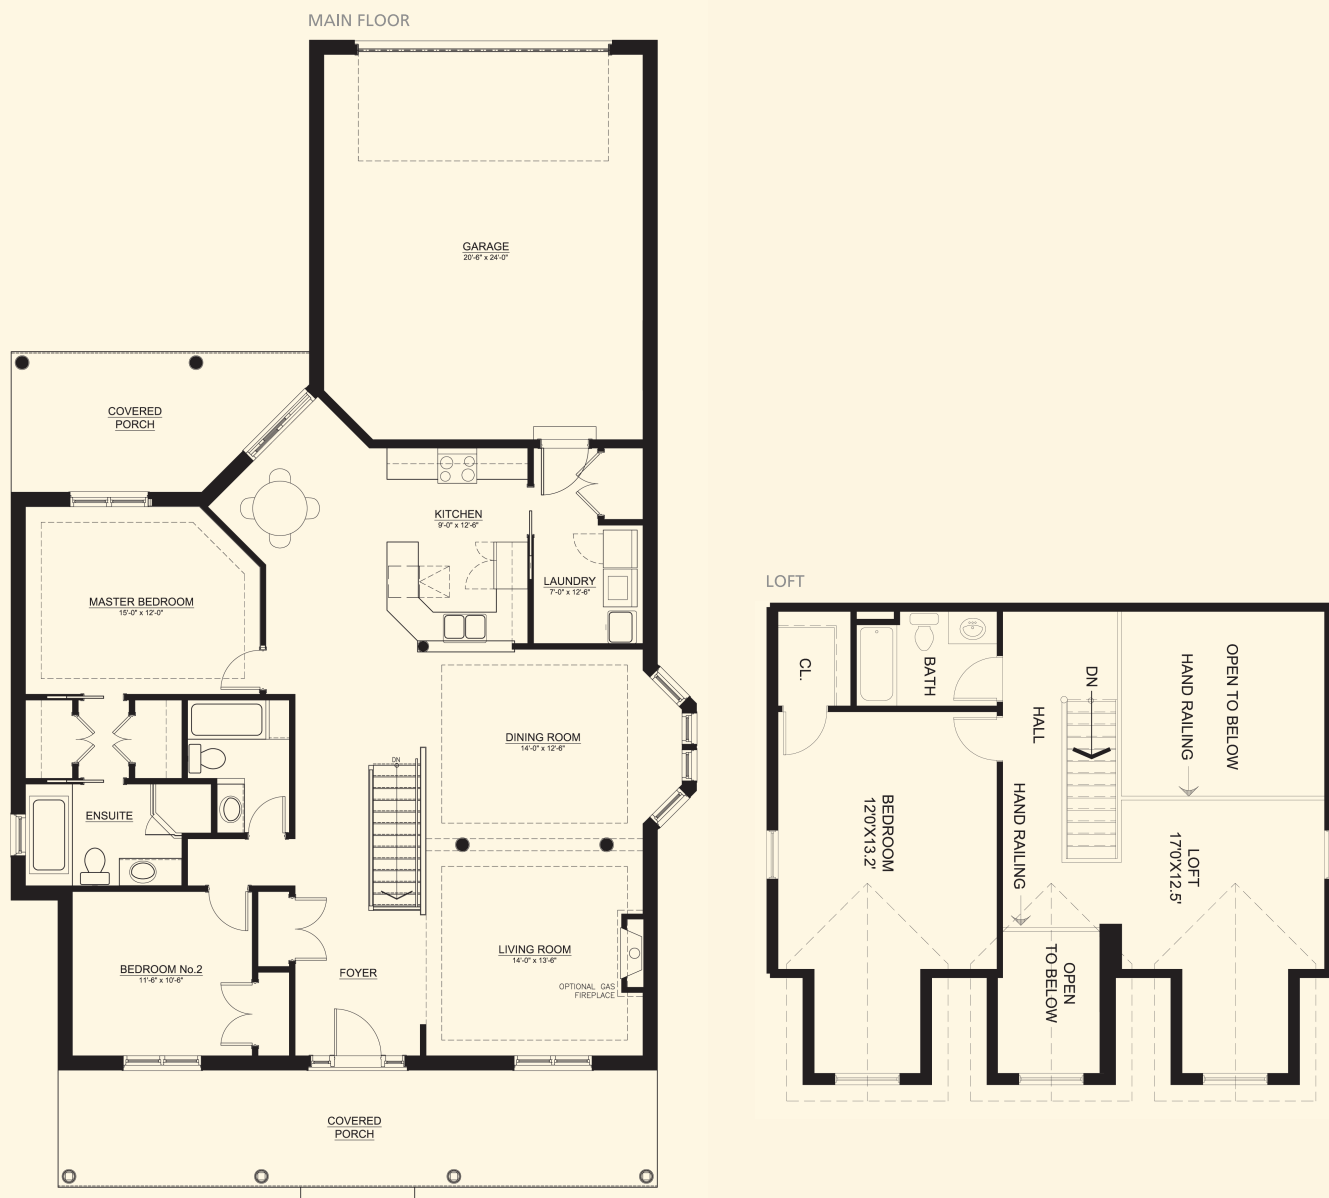 MAIN FLOOR
GARAGE
20'-6" x 24'-0"
COVERED
PORCH
KITCHEN
9'-0" x 12'-6"
LAUNDRY
7'-0" x 12'-6"
MASTER BEDROOM
15'-0" x 12'-0"
DINING ROOM
14'-0" x 12'-6"
DN
ENSUITE
LIVING ROOM
14'-0" x 13'-6"
BEDROOM No.2
11'-6" x 10'-6"
FOYER
OPTIONAL GAS
FIREPLACE
COVERED
PORCH
LOFT
CL.
BATH
DN
HALL
HAND RAILING
OPEN TO BELOW
BEDROOM
12'0'X13.2'
HAND RAILING
LOFT
17'0'X12.5'
OPEN
TO BELOW